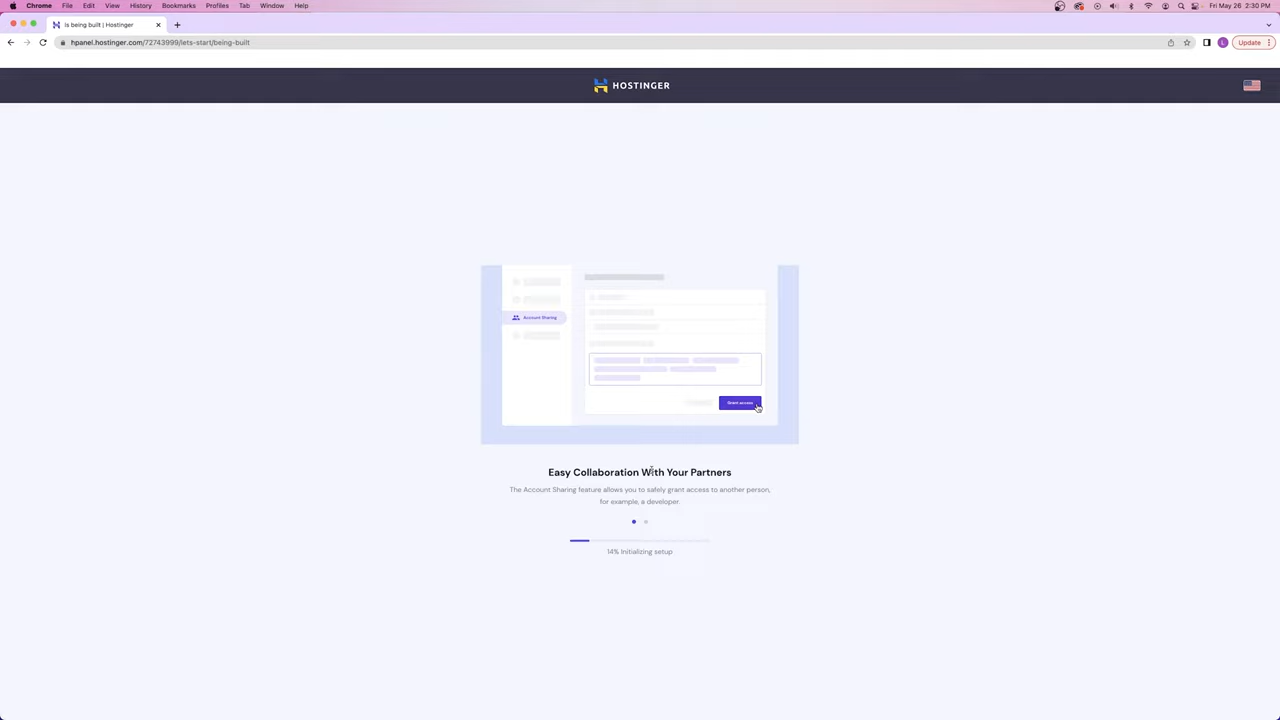 Chrome File Edit View History Bookmarks Profiles Tab Window Help
Fri May 26 2:30 PM
is being built | Hostinger
hpanel.hostinger.com/72743999/lets-start/being-built
L
Update
HOSTINGER
Account Sharing
Grant access
Easy Collaboration With Your Partners
The Account Sharing feature allows you to safely grant access to another person,
for example, a developer.
14% Initializing setup